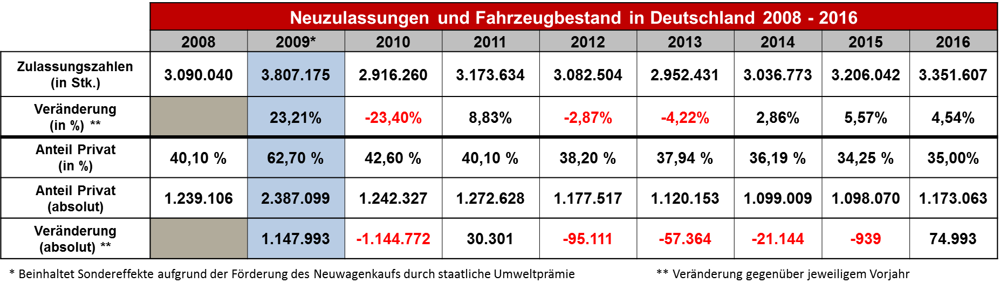 Neuzulassungen und Fahrzeugbestand in Deutschland 2008 - 2016
2008 2009* 2010 2011 2012 2013 2014 2015 2016
Zulassungszahlen
(in Stk.) 3.090.040 3.807.175 2.916.260 3.173.634 3.082.504 2.952.431 3.036.773 3.206.042 3.351.607
Veränderung
(in %) ** 23,21% -23,40% 8,83% -2,87% -4,22% 2,86% 5,57% 4,54%
Anteil Privat
(in %) 40,10 % 62,70 % 42,60 % 40,10 % 38,20 % 37,94 % 36,19 % 34,25 % 35,00%
Anteil Privat
(absolut) 1.239.106 2.387.099 1.242.327 1.272.628 1.177.517 1.120.153 1.099.009 1.098.070 1.173.063
Veränderung
(absolut) ** 1.147.993 -1.144.772 30.301 -95.111 -57.364 -21.144 -939 74.993
* Beinhaltet Sondereffekte aufgrund der Förderung des Neuwagenkaufs durch staatliche Umweltprämie ** Veränderung gegenüber jeweiligem Vorjahr